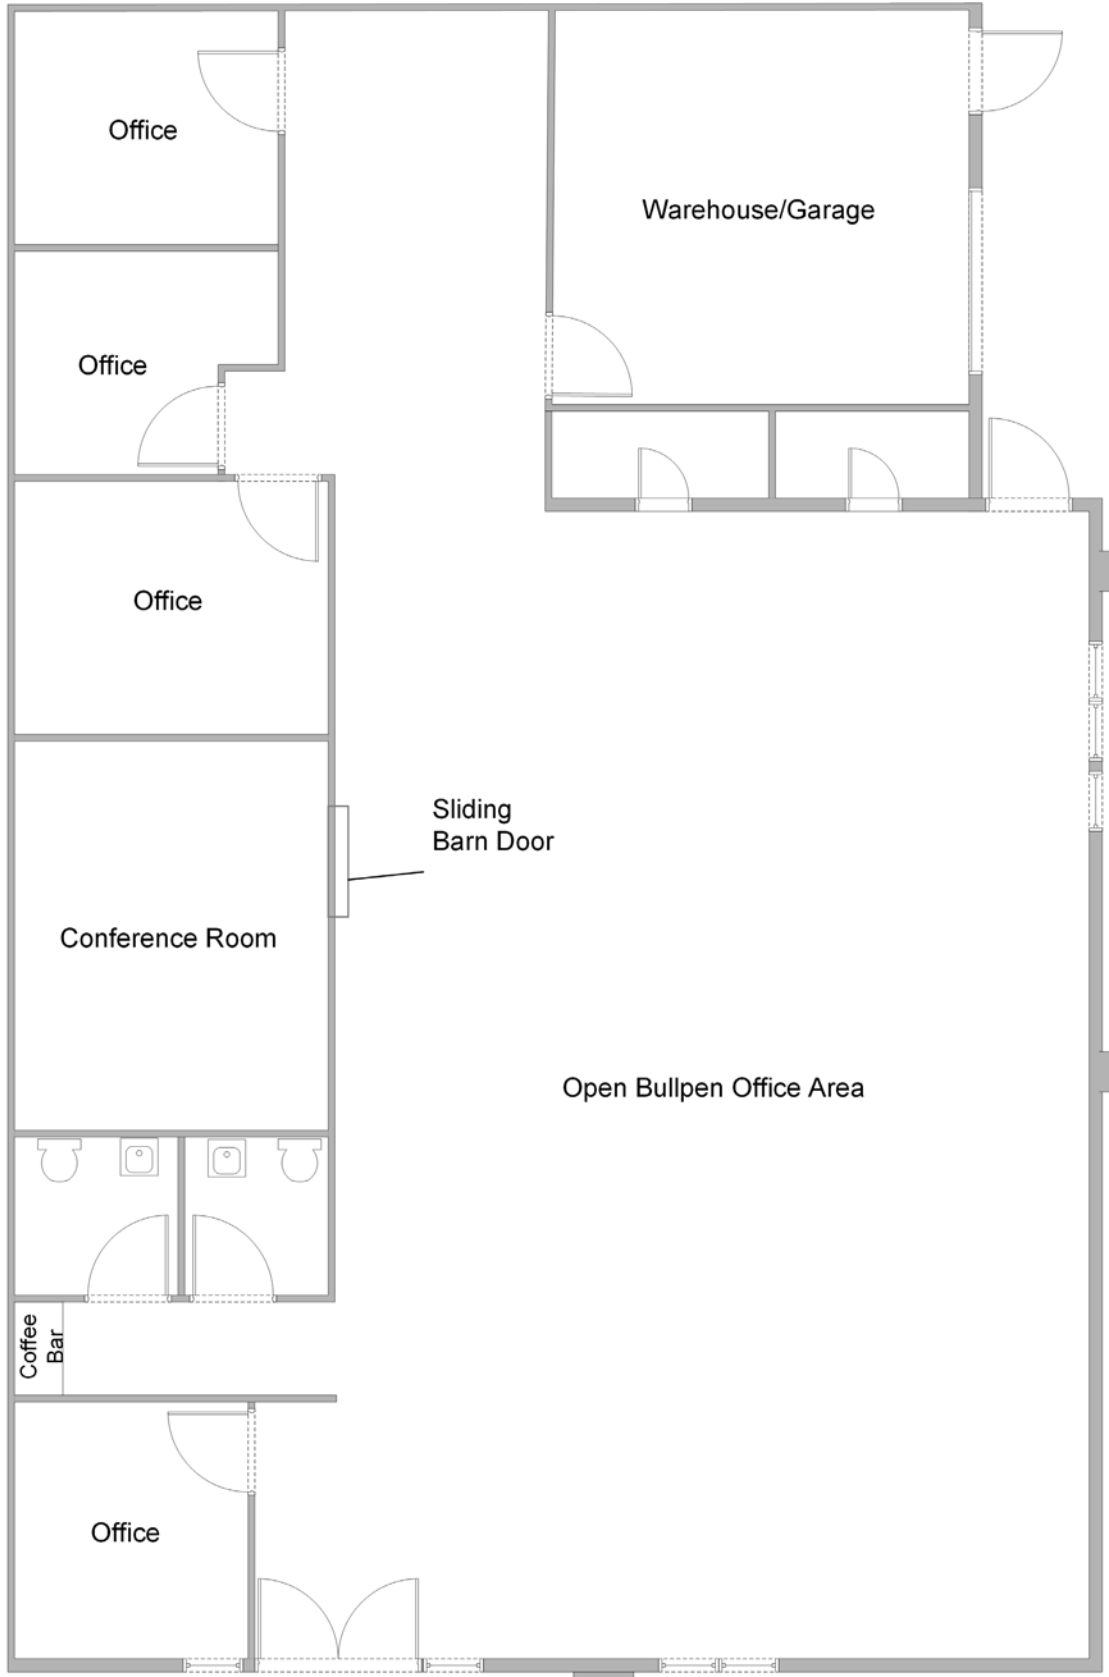 Office
Warehouse/Garage
Office
Office
Sliding
Barn Door
Conference Room
Open Bullpen Office Area
Coffee
Bar
Office